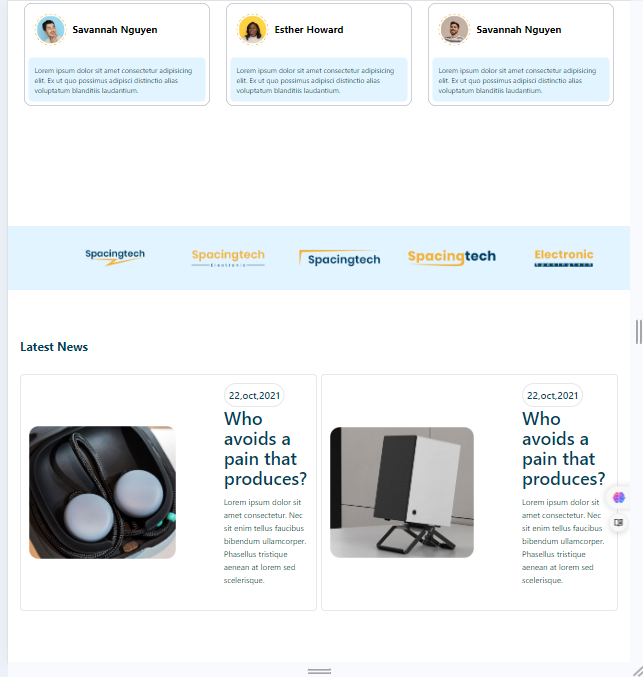 Savannah Nguyen
Esther Howard
Savannah Nguyen
Lorem ipsum dolor sit amet consectetur adipisicing
elit. Ex ut quo possimus adipisci distinctio alias
voluptatum blanditiis laudantium.
Lorem ipsum dolor sit amet consectetur adipisicing
elit. Ex ut quo possimus adipisci distinctio alias
voluptatum blanditiis laudantium.
Lorem ipsum dolor sit amet consectetur adipisicing
elit. Ex ut quo possimus adipisci distinctio alias
voluptatum blanditiis laudantium.
Spacingtech
Spacingtech
Electronic
Spacingtech
Spacingtech
Electronic
Spacingtech
Latest News
22,oct,2021
Who
avoids a
pain that
produces?
Lorem ipsum dolor sit
amet consectetur. Nec
sit enim tellus faucibus
bibendum ullamcorper.
Phasellus tristique
aenean at lorem sed
scelerisque.
22,oct,2021
Who
avoids a
pain that
produces?
Lorem ipsum dolor sit
amet consectetur. Nec
sit enim tellus faucibus
bibendum ullamcorper.
Phasellus tristique
aenean at lorem sed
scelerisque.